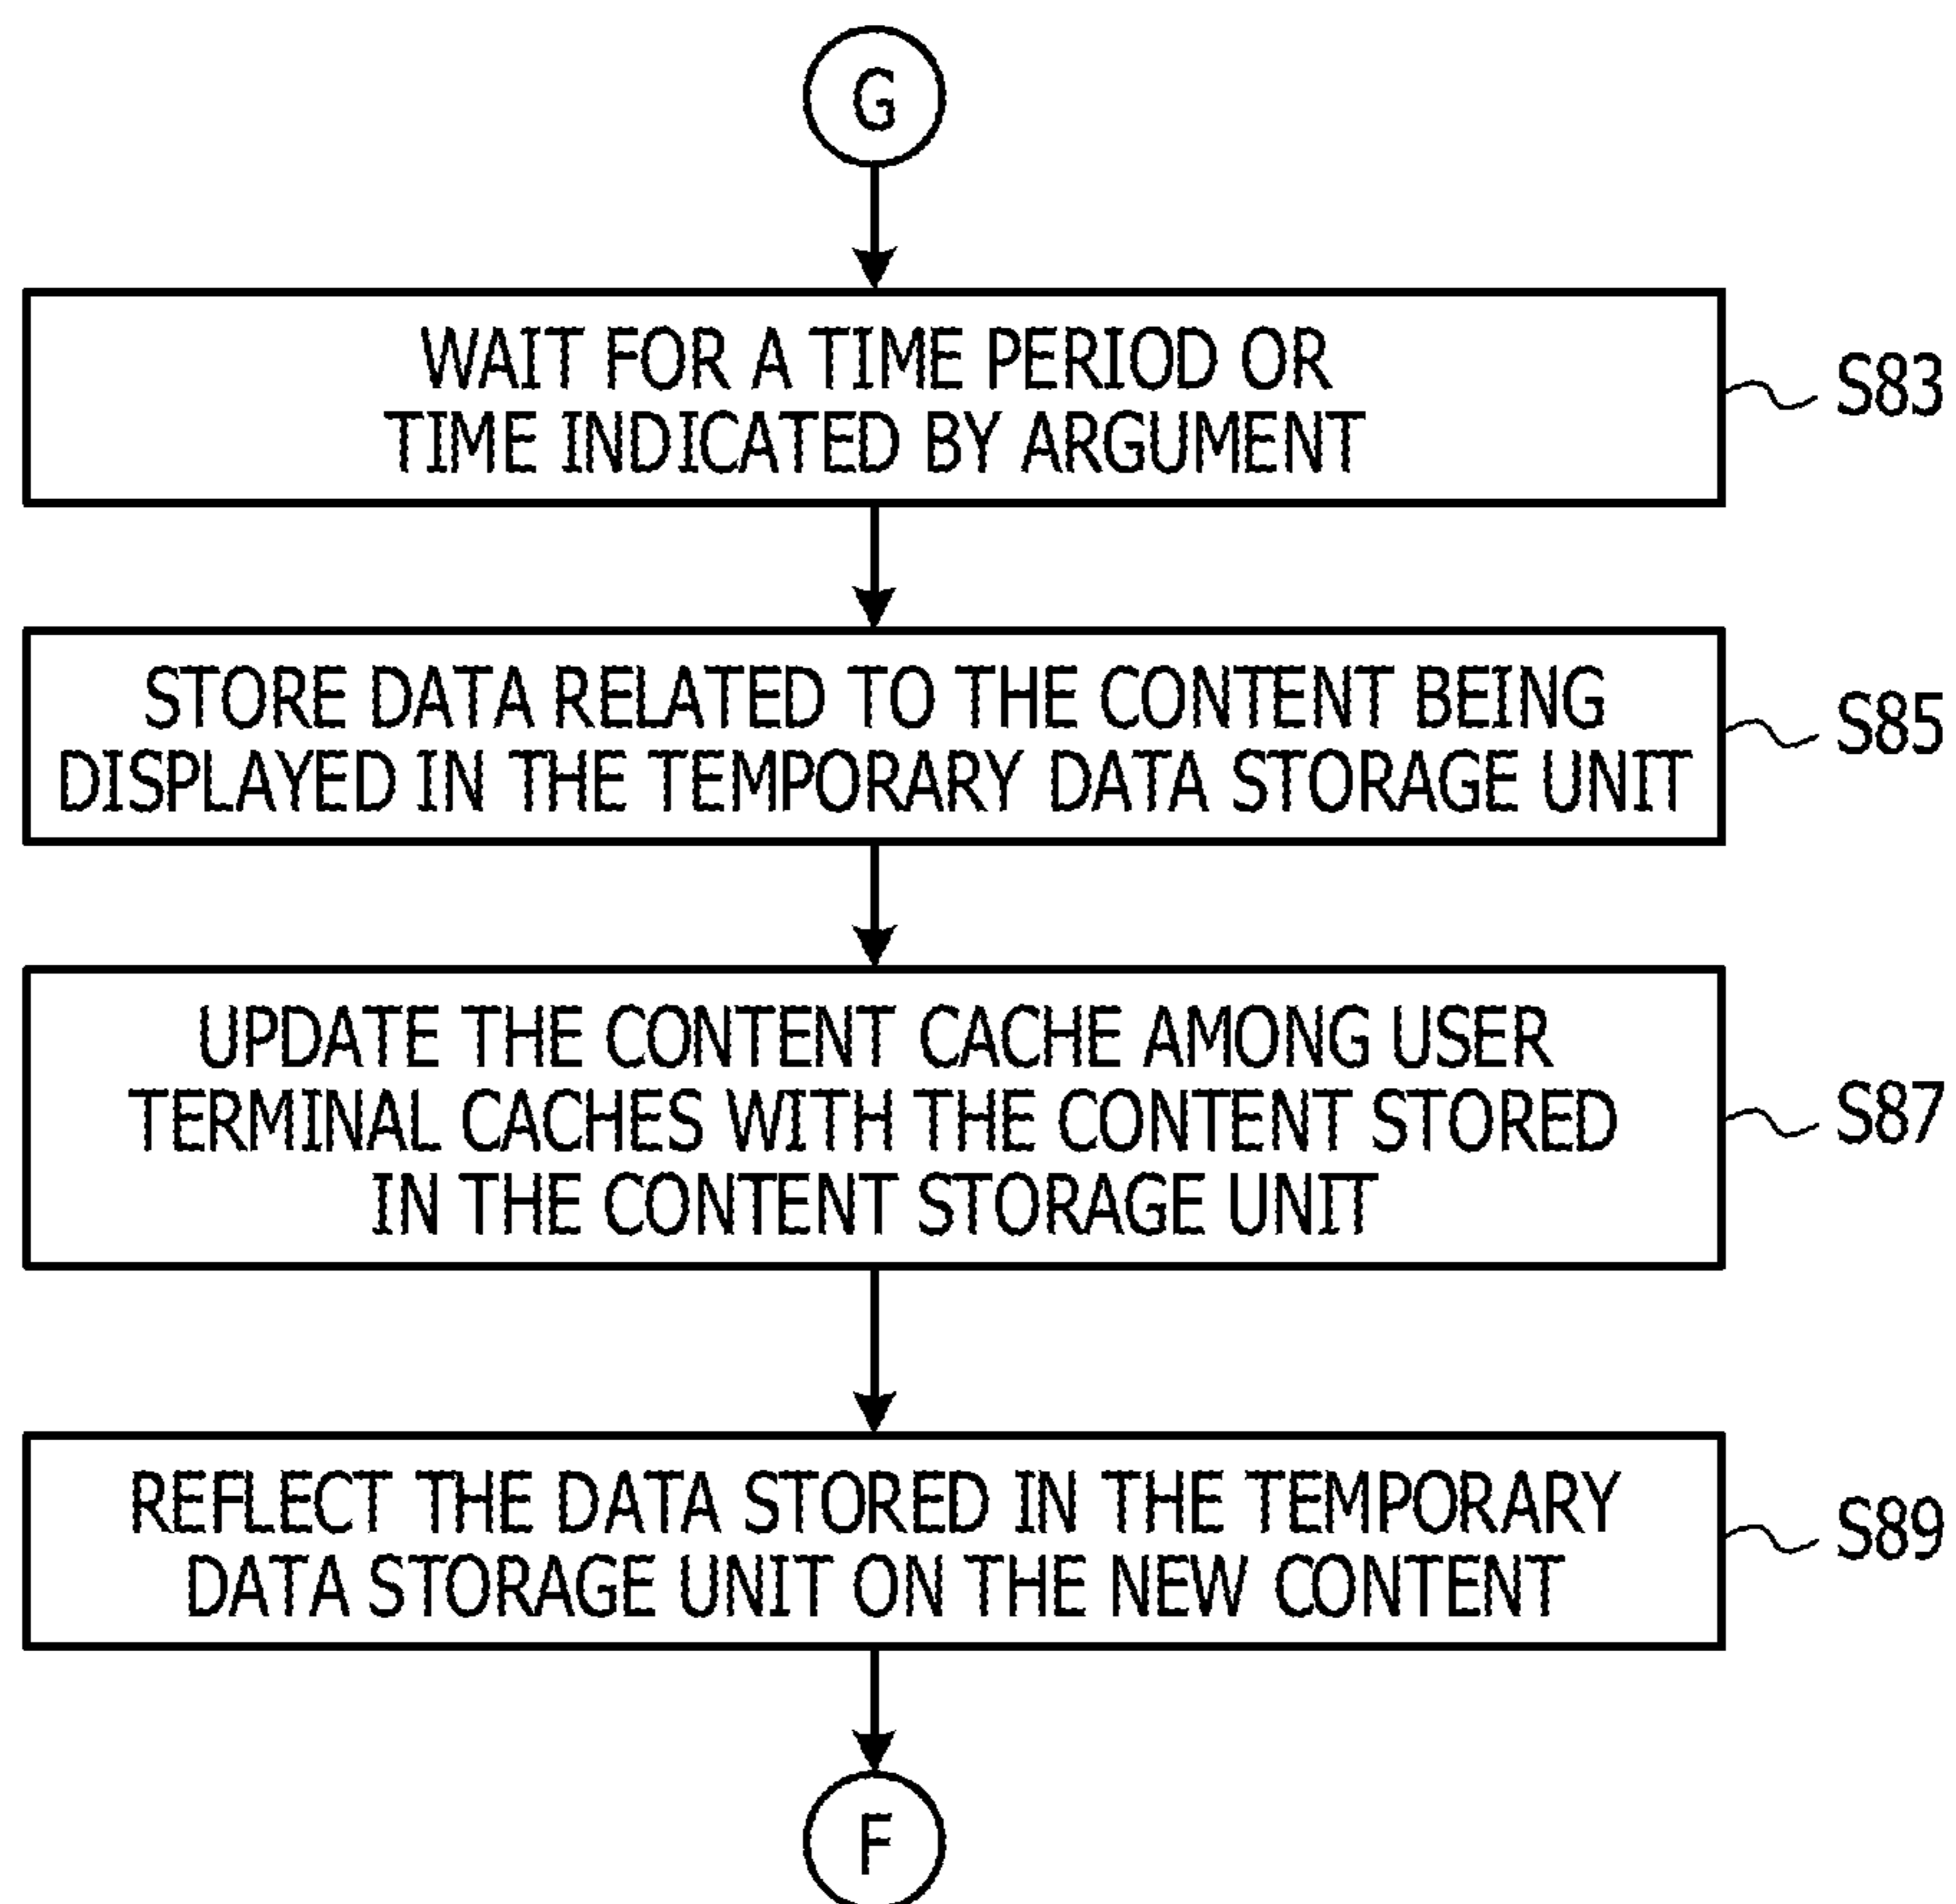 G
WAIT FOR A TIME PERIOD OR
TIME INDICATED BY ARGUMENT
S83
STORE DATA RELATED TO THE CONTENT BEING
DISPLAYED IN THE TEMPORARY DATA STORAGE UNIT
S85
UPDATE THE CONTENT CACHE AMONG USER
TERMINAL CACHES WITH THE CONTENT STORED
IN THE CONTENT STORAGE UNIT
S87
REFLECT THE DATA STORED IN THE TEMPORARY
DATA STORAGE UNIT ON THE NEW CONTENT
S89
F